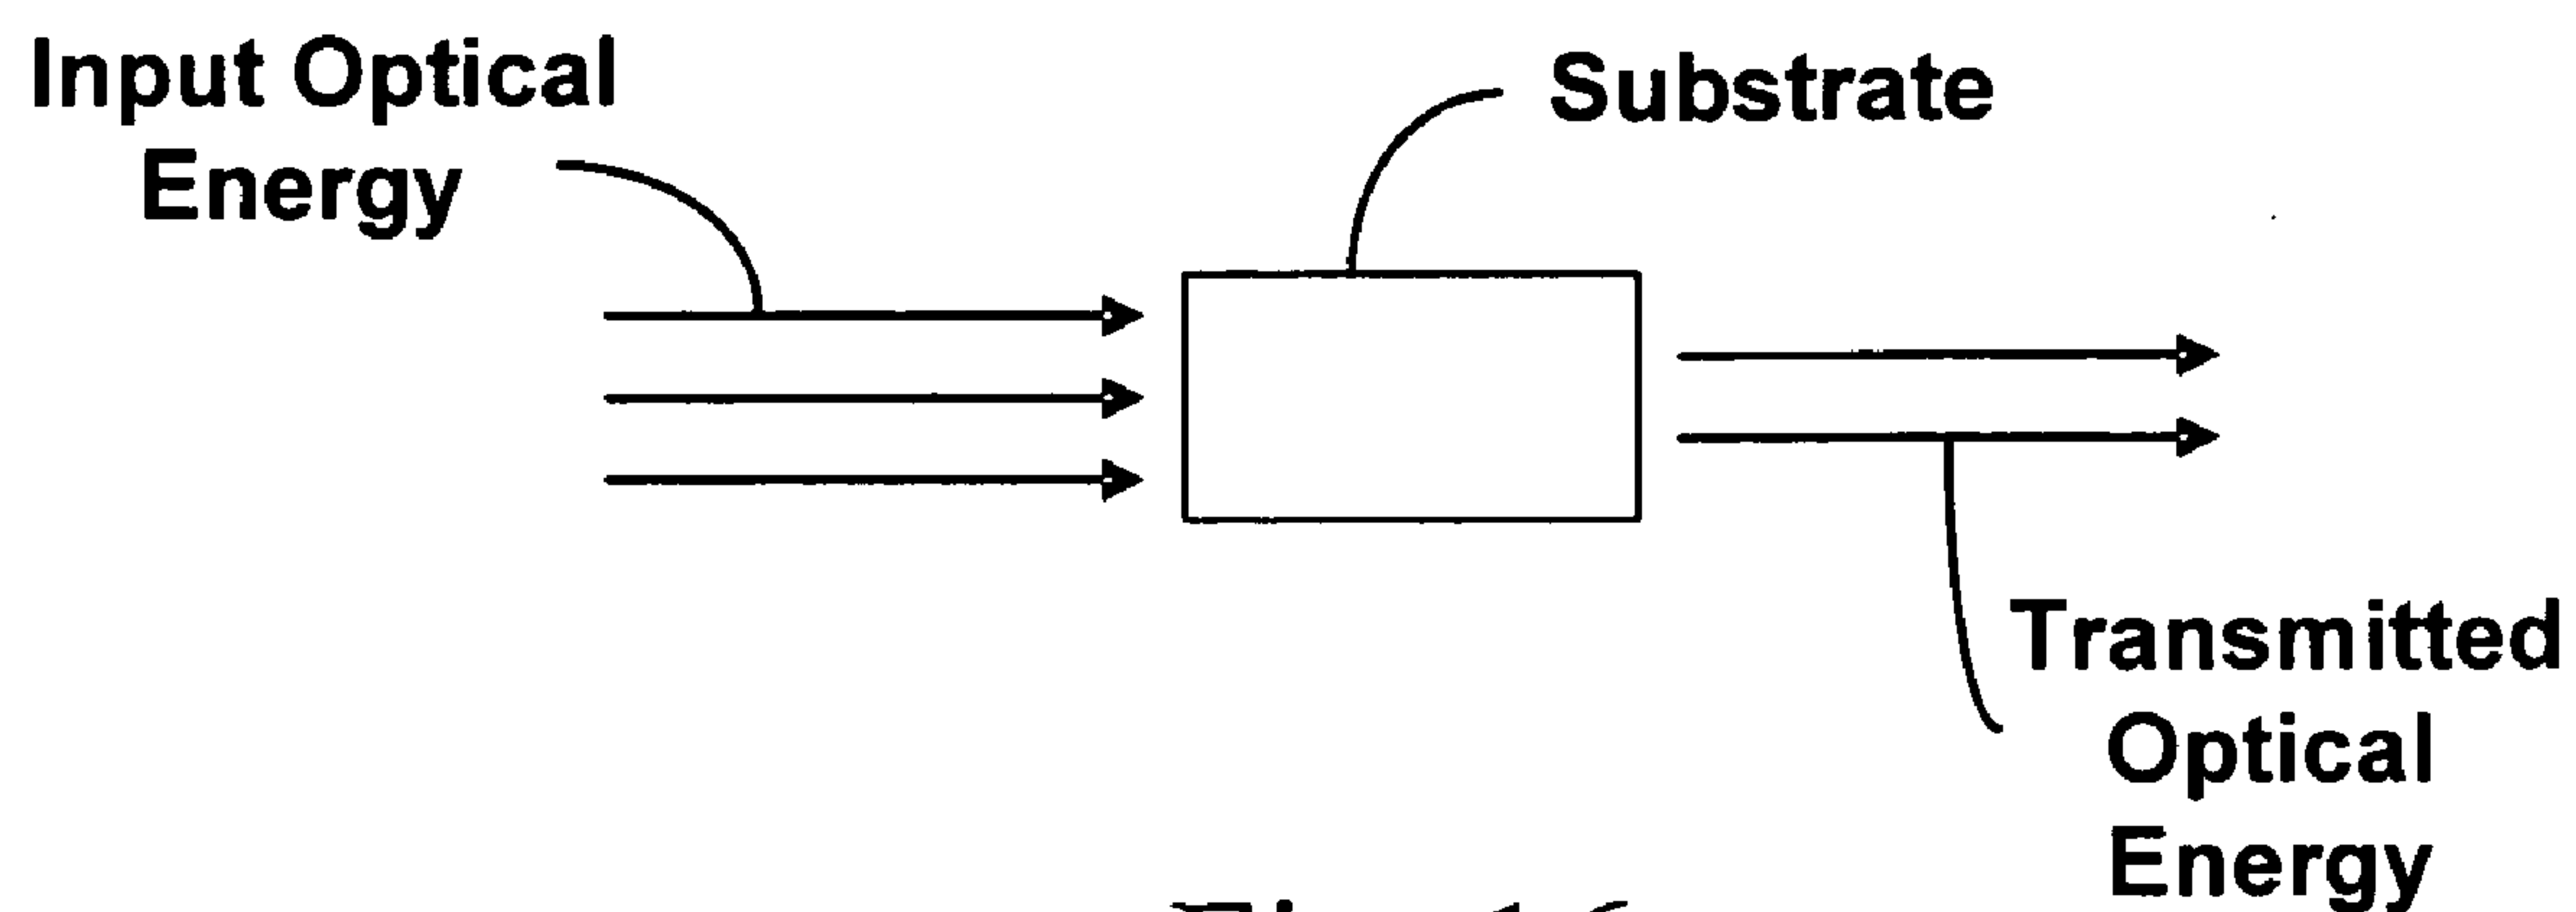 Input Optical
Energy
Substrate
Transmitted
Optical
Energy